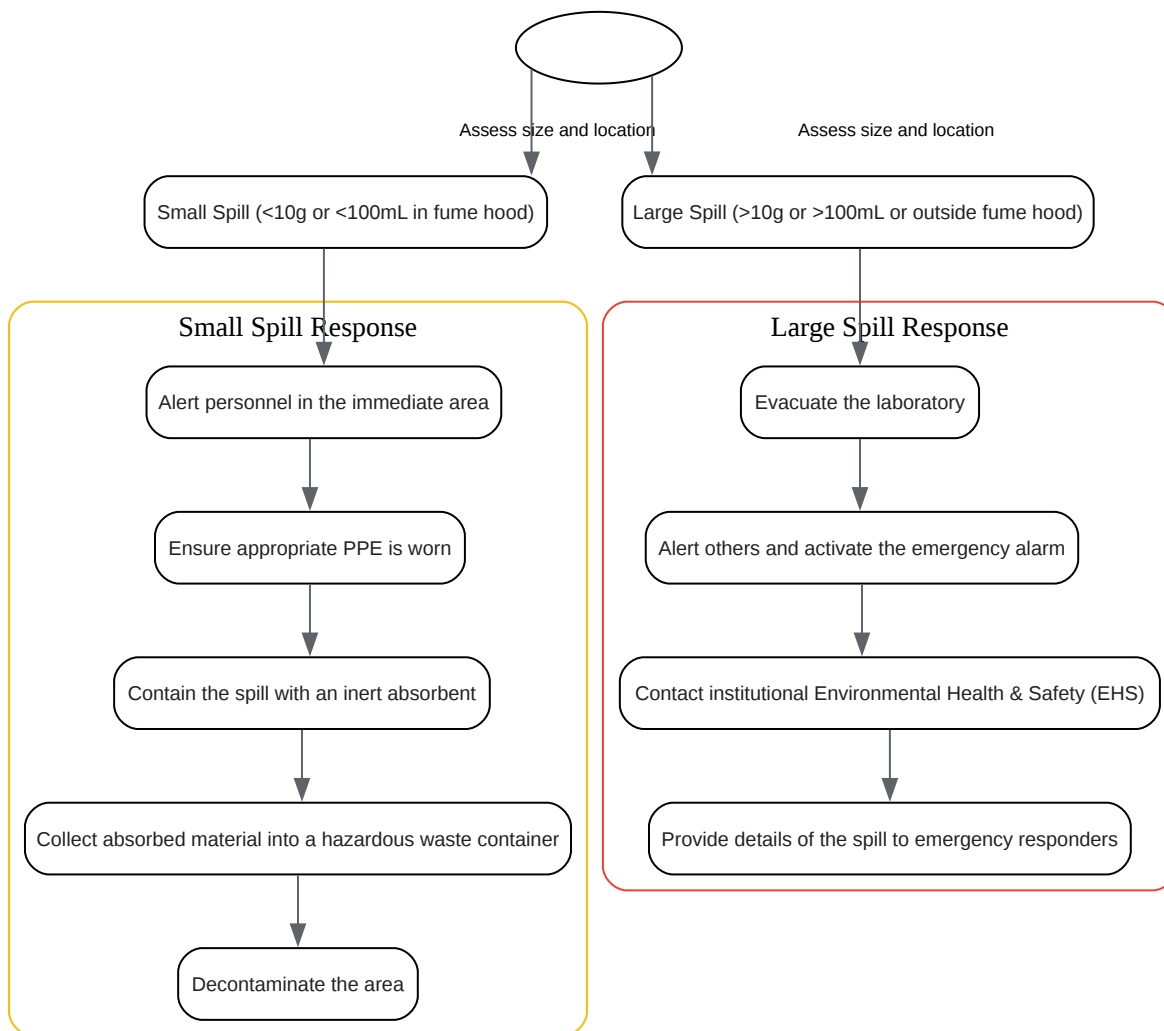 Assess size and location
Assess size and location
Small Spill (<10g or <100mL in fume hood)
Large Spill (>10g or >100mL or outside fume hood)
Small Spill Response
Alert personnel in the immediate area
Ensure appropriate PPE is worn
Contain the spill with an inert absorbent
Collect absorbed material into a hazardous waste container
Decontaminate the area
Large Spill Response
Evacuate the laboratory
Alert others and activate the emergency alarm
Contact institutional Environmental Health & Safety (EHS)
Provide details of the spill to emergency responders